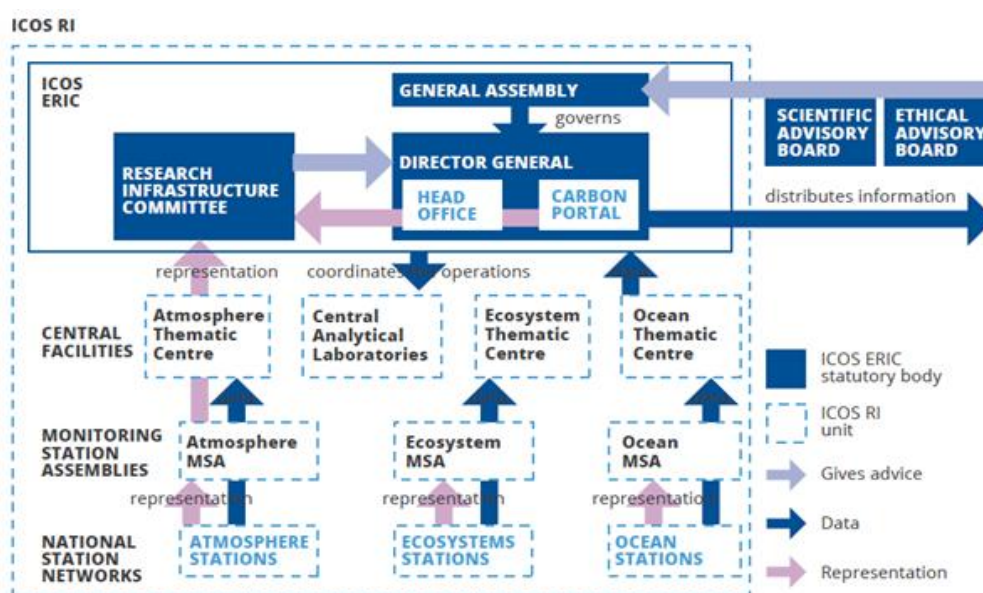 ICOS RI
ICOS
ERIC
GENERAL ASSEMBLY
governs
SCIENTIFIC
ADVISORY
BOARD
ETHICAL
ADVISORY
BOARD
RESEARCH
INFRASTRUCTURE
COMMITTEE
DIRECTOR GENERAL
HEAD
OFFICE
CARBON
PORTAL
distributes information
representation
coordinates the operations
CENTRAL
FACILITIES
Atmosphere
Thematic
Centre
Central
Analytical
Laboratories
Ecosystem
Thematic
Centre
Ocean
Thematic
Centre
MONITORING
STATION
ASSEMBLIES
Atmosphere
MSA
Ecosystem
MSA
Ocean
MSA
representation
representation
representation
NATIONAL
STATION
NETWORKS
ATMOSPHERE
STATIONS
ECOSYSTEMS
STATIONS
OCEAN
STATIONS
ICOS ERIC
statutory body
ICOS RI
unit
Gives advice
Data
Representation